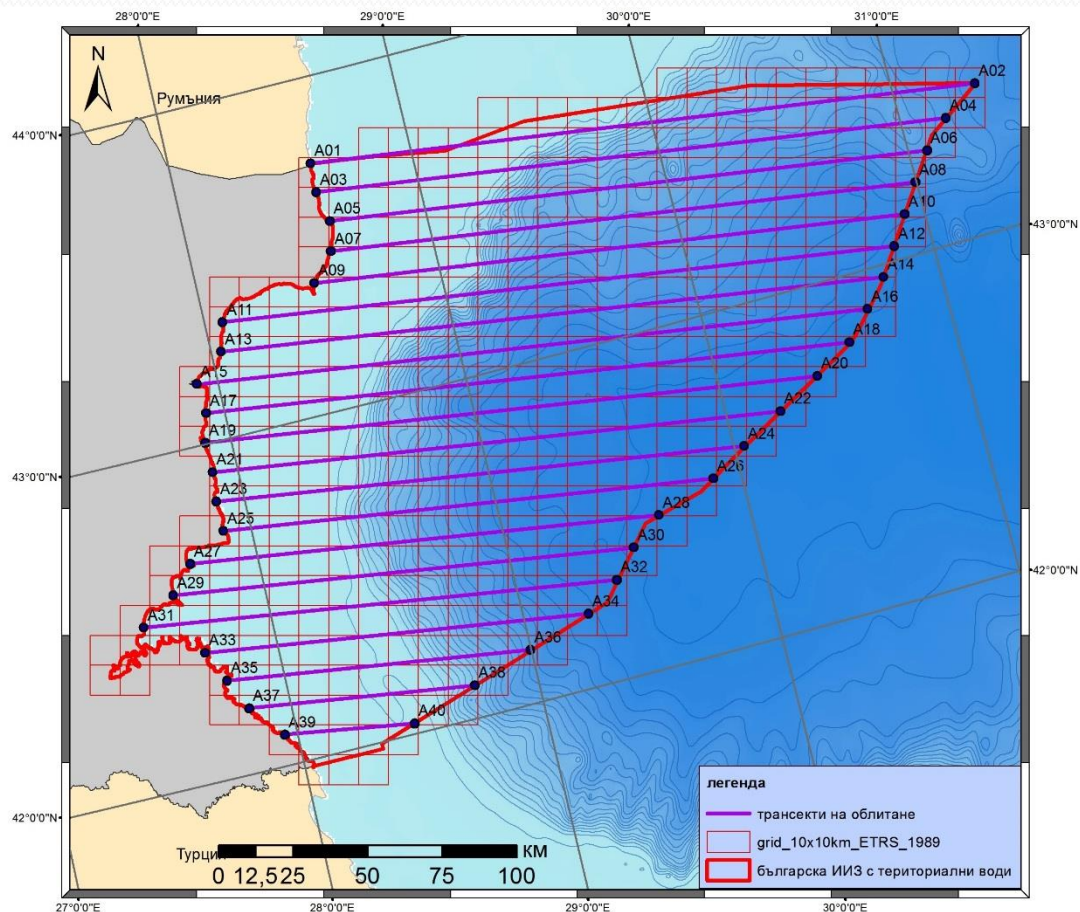 28°0'0"E 29°0'0"E 30°0'0"E 31°0'0"E
N
Румъния
A02
A04
44°0'0"N
A06
A01
A08
A03
A10
A05
43°0'0"N
A12
A07
A14
A09
A16
A11
A18
A13
A20
A15
A22
A17
A24
A19
A26
A21
43°0'0"N
A23
A28
A25
A30
A27
A32
42°0'0"N
A29
A34
A31
A36
A33
A38
A35
A37
A40
A39
легенда
трансекти на облитане
grid_10x10km_ETRS_1989
българска ИИЗ с териториални води
42°0'0"N
Турци
КМ
0 12,5 25 50 75 100
27°0'0"E 28°0'0"E 29°0'0"E 30°0'0"E